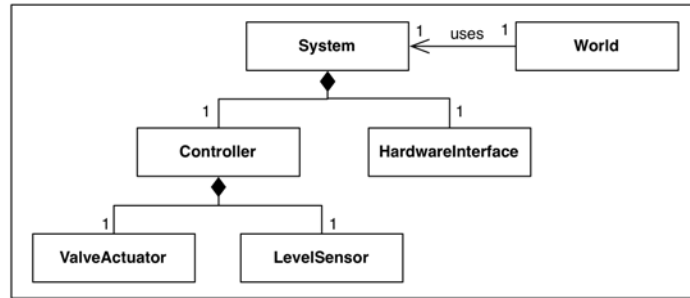 1 uses 1
System World
1 1
Controller HardwareInterface
1 1
ValveActuator LevelSensor